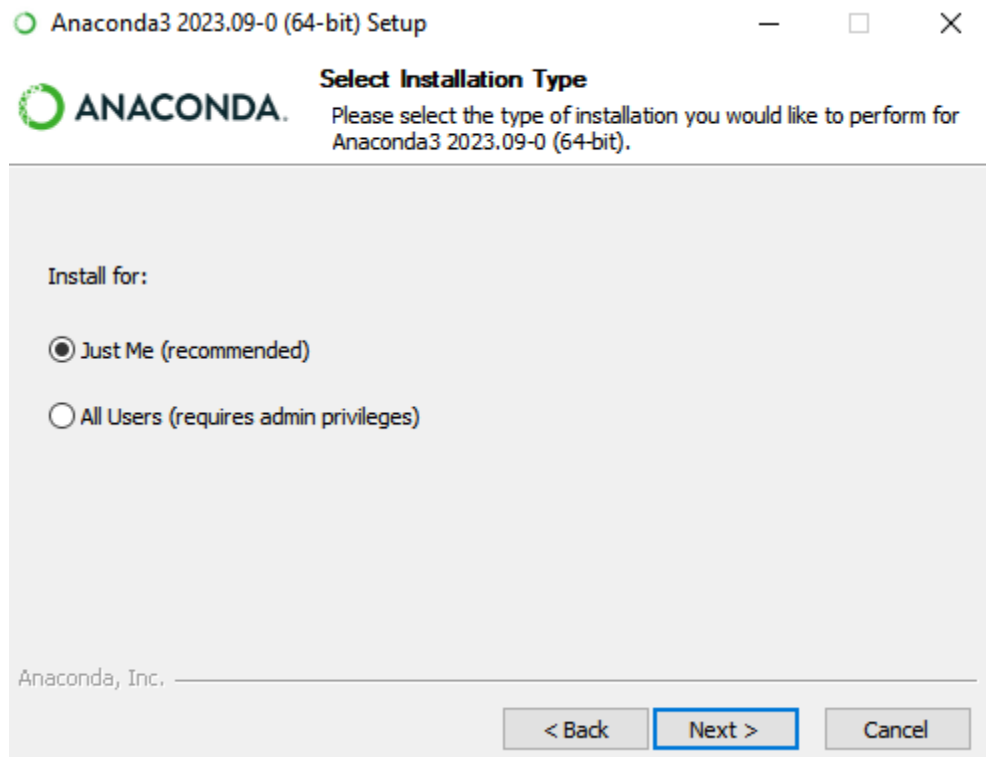 Anaconda3 2023.09-0 (64-bit) Setup
ANACONDA.
Select Installation Type
Please select the type of installation you would like to perform for
Anaconda3 2023.09-0 (64-bit).
Install for:
Just Me (recommended)
All Users (requires admin privileges)
Anaconda, Inc.
< Back
Next >
Cancel